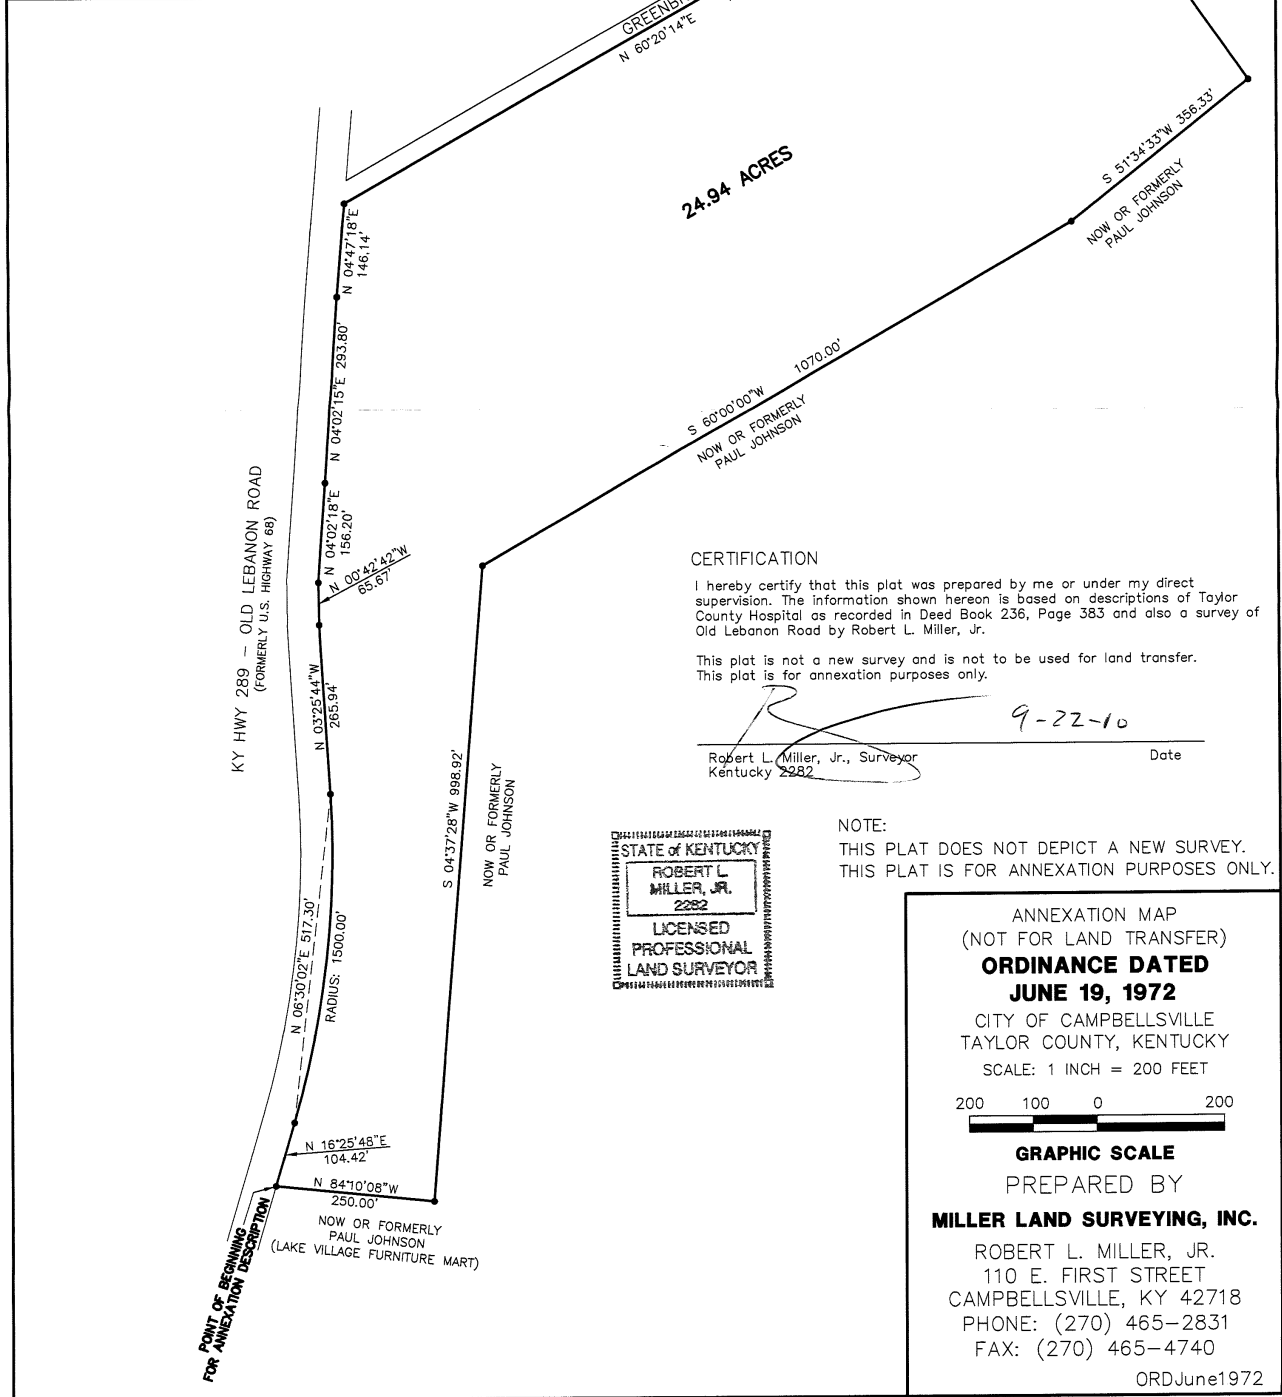 N 60°20'14"E
24.94 ACRES
S 51°34'33"W 356.33'
NOW OR FORMERLY
PAUL JOHNSON
N 04°47'18"E
146.14'
N 04°02'15"E 293.80'
S 60°00'00"W 1070.00'
NOW OR FORMERLY
PAUL JOHNSON
N 04°02'18"E
156.20'
N 00°42'42"W
65.67'
KY HWY 289 - OLD LEBANON ROAD
(FORMERLY U.S. HIGHWAY 68)
N 03°25'44"W
265.94'
S 04°37'28"W 998.92'
NOW OR FORMERLY
PAUL JOHNSON
N 06°30'02"E 517.30'
RADIUS: 1500.00'
N 16°25'48"E
104.42'
N 84°10'08"W
250.00'
NOW OR FORMERLY
PAUL JOHNSON
(LAKE VILLAGE FURNITURE MART)
POINT OF BEGINNING
FOR ANNEXATION DESCRIPTION
CERTIFICATION
I hereby certify that this plat was prepared by me or under my direct
supervision. The information shown hereon is based on descriptions of Taylor
County Hospital as recorded in Deed Book 236, Page 383 and also a survey of
Old Lebanon Road by Robert L. Miller, Jr.
This plat is not a new survey and is not to be used for land transfer.
This plat is for annexation purposes only.
9-22-10
Robert L. Miller, Jr., Surveyor Date
Kentucky 2282
STATE of KENTUCKY
ROBERT L.
MILLER, JR.
2282
LICENSED
PROFESSIONAL
LAND SURVEYOR
NOTE:
THIS PLAT DOES NOT DEPICT A NEW SURVEY.
THIS PLAT IS FOR ANNEXATION PURPOSES ONLY.
ANNEXATION MAP
(NOT FOR LAND TRANSFER)
ORDINANCE DATED
JUNE 19, 1972
CITY OF CAMPBELLSVILLE
TAYLOR COUNTY, KENTUCKY
SCALE: 1 INCH = 200 FEET
200 100 0 200
GRAPHIC SCALE
PREPARED BY
MILLER LAND SURVEYING, INC.
ROBERT L. MILLER, JR.
110 E. FIRST STREET
CAMPBELLSVILLE, KY 42718
PHONE: (270) 465-2831
FAX: (270) 465-4740
ORDJune1972